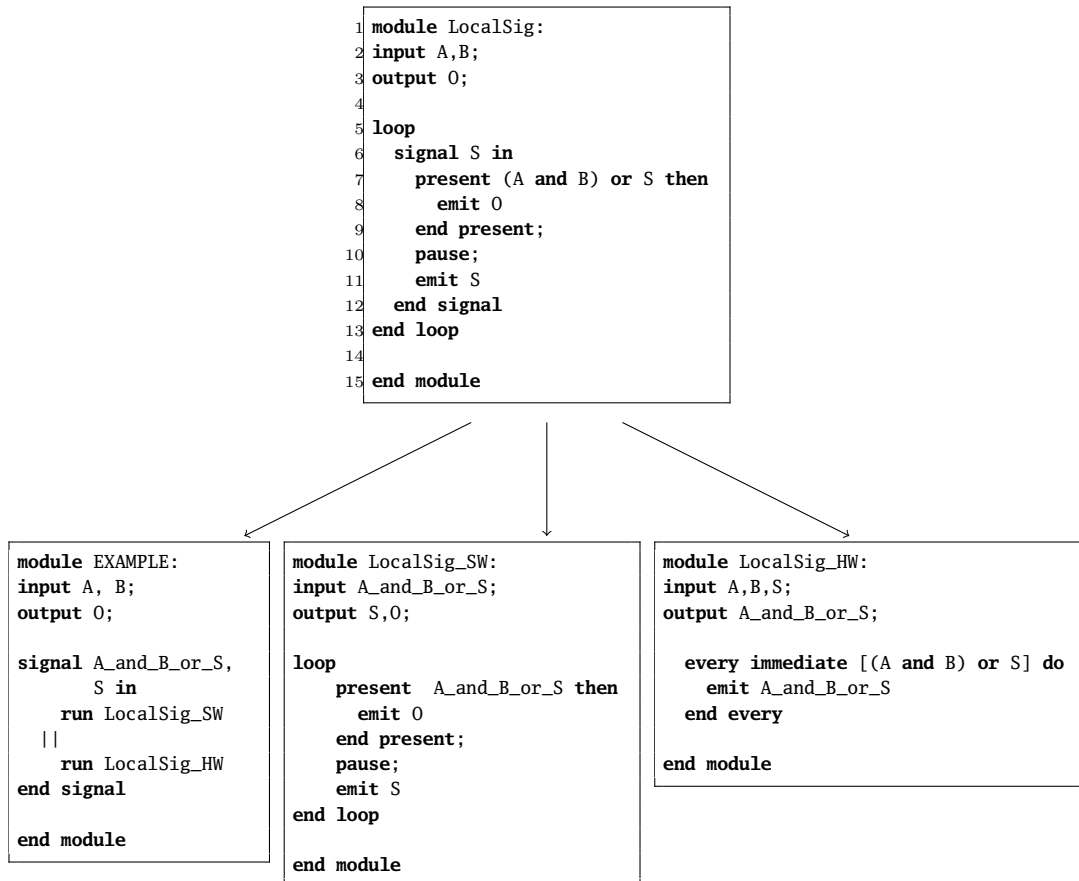 1 module LocalSig:
2 input A,B;
3 output O;
4
5 loop
6   signal S in
7     present (A and B) or S then
8       emit O
9     end present;
10     pause;
11     emit S
12   end signal
13 end loop
14
15 end module
module EXAMPLE:
input A, B;
output O;
signal A_and_B_or_S,
       S in
    run LocalSig_SW
  ||
    run LocalSig_HW
end signal
end module
module LocalSig_SW:
input A_and_B_or_S;
output S,O;
loop
    present  A_and_B_or_S then
      emit O
    end present;
    pause;
    emit S
end loop
end module
module LocalSig_HW:
input A,B,S;
output A_and_B_or_S;
  every immediate [(A and B) or S] do
    emit A_and_B_or_S
  end every
end module